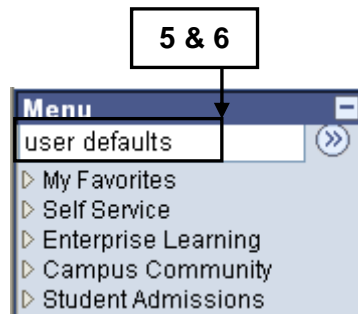 5 & 6
Menu
user defaults
My Favorites
Self Service
Enterprise Learning
Campus Community
Student Admissions